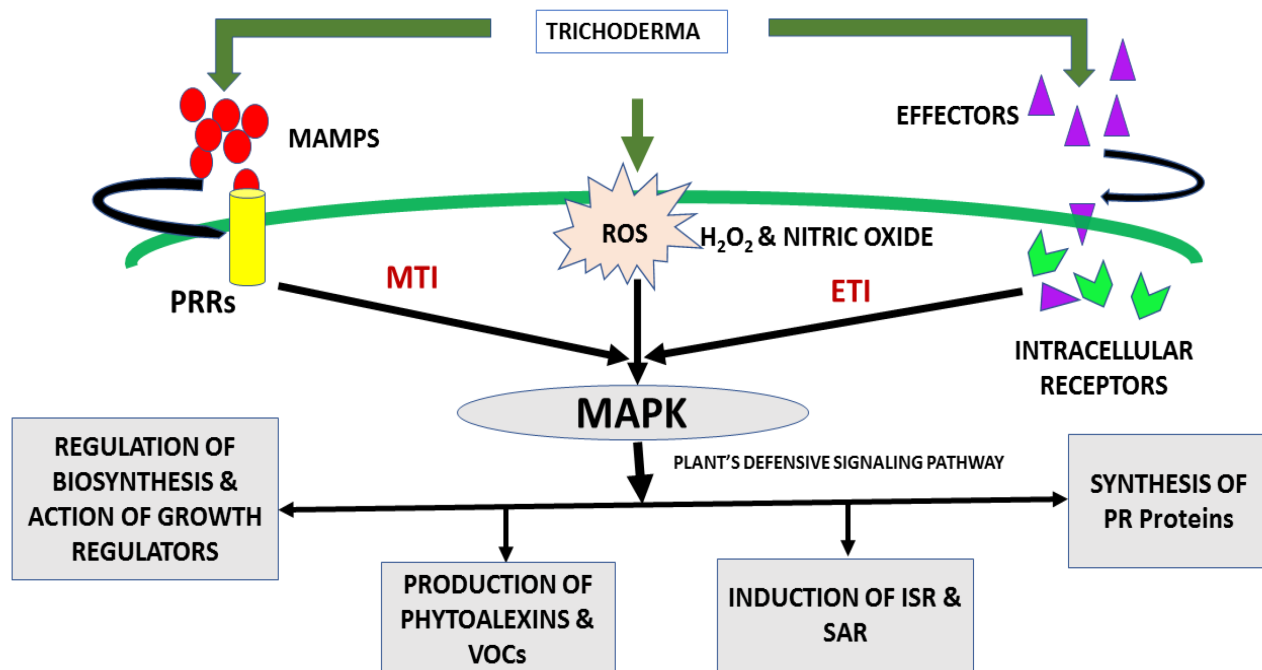 TRICHODERMA
MAMPS
EFFECTORS
ROS
H₂O₂ & NITRIC OXIDE
PRRs
MTI
ETI
INTRACELLULAR
RECEPTORS
MAPK
PLANT'S DEFENSIVE SIGNALING PATHWAY
REGULATION OF
BIOSYNTHESIS &
ACTION OF GROWTH
REGULATORS
PRODUCTION OF
PHYTOALEXINS &
VOCs
INDUCTION OF ISR &
SAR
SYNTHESIS OF
PR Proteins